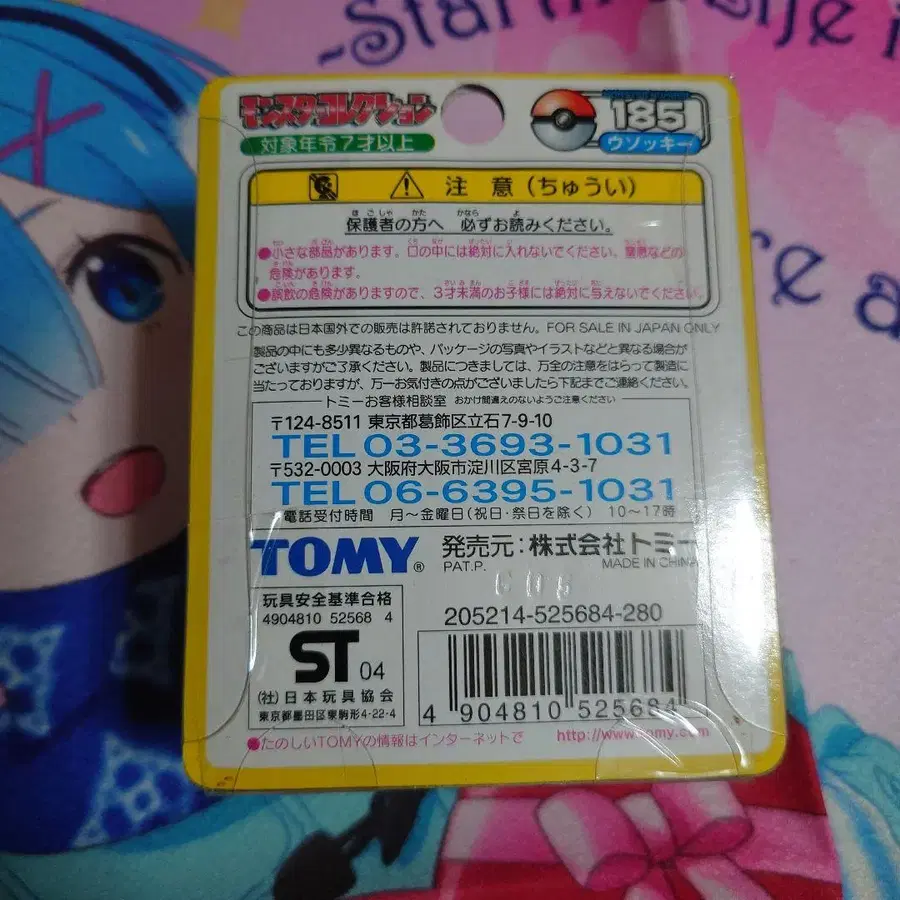 -Startin Life i
モンスターコレクション
対象年令7才以上
185
ウソッキー
注意(ちゅうい)
保護者の方へ 必ずお読みください。
●小さな部品があります。口の中には絶対に入れないでください。窒息などの
危険があります。
●誤飲の危険がありますので、3才未満のお子様には絶対に与えないでください。
この商品は日本国外での販売は許諾されておりません。FOR SALE IN JAPAN ONLY
製品の中にも多少異なるものや、パッケージの写真やイラストなどと異なる場合が
ございますがご了承ください。製品につきましては、万全の注意をはらって製造に
当たっておりますが、万一お気付きの点がございましたら下記までご連絡ください。
トミーお客様相談室 おかけ間違えのないようご注意ください
〒124-8511 東京都葛飾区立石7-9-10
TEL 03-3693-1031
〒532-0003 大阪府大阪市淀川区宮原4-3-7
TEL 06-6395-1031
電話受付時間 月〜金曜日(祝日・祭日を除く) 10〜17時
TOMY® 発売元:株式会社トミー
PAT.P. MADE IN CHINA
玩具安全基準合格
4904810 52568 4
ST 04
(社)日本玩具協会
東京都墨田区東駒形4-22-4
205214-525684-280
4 904810 525684
●たのしいTOMYの情報はインターネットで http://www.tomy.com